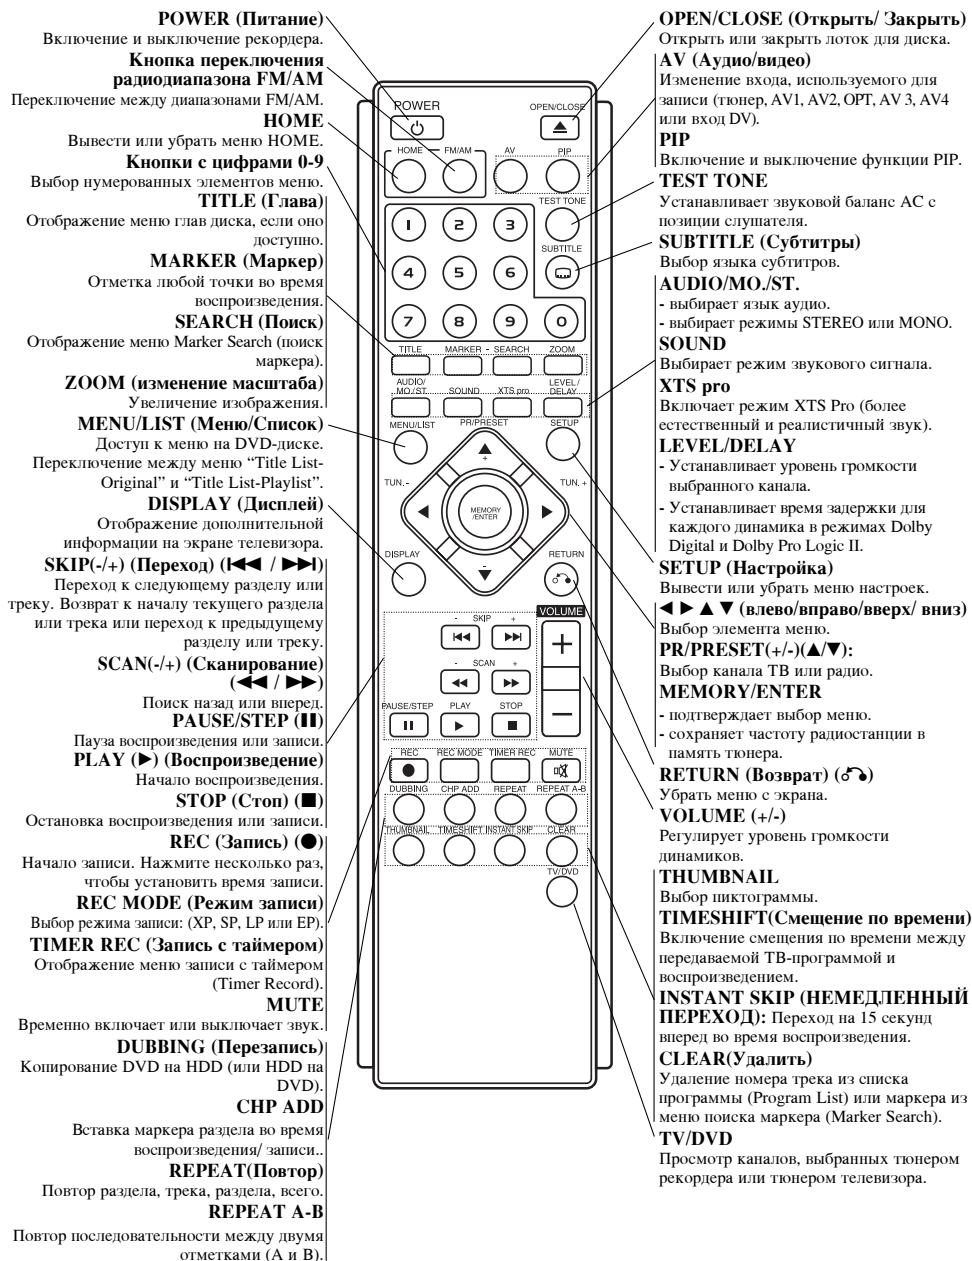 POWER (Питание)
Включение и выключение рекордера.
Кнопка переключения
радиодиапазона FM/AM
Переключение между диапазонами FM/AM.
HOME
Вывести или убрать меню HOME.
Кнопки с цифрами 0-9
Выбор нумерованных элементов меню.
TITLE (Глава)
Отображение меню глав диска, если оно
доступно.
MARKER (Маркер)
Отметка любой точки во время
воспроизведения.
SEARCH (Поиск)
Отображение меню Marker Search (поиск
маркера).
ZOOM (изменение масштаба)
Увеличение изображения.
MENU/LIST (Меню/Список)
Доступ к меню на DVD-диске.
Переключение между меню “Title List-
Original” и “Title List-Playlist”.
DISPLAY (Дисплей)
Отображение дополнительной
информации на экране телевизора.
SKIP(-/+) (Переход) (⏮ / ⏭)
Переход к следующему разделу или
треку. Возврат к началу текущего раздела
или трека или переход к предыдущему
разделу или треку.
SCAN(-/+) (Сканирование)
(◀◀ / ▶▶)
Поиск назад или вперед.
PAUSE/STEP (⏸)
Пауза воспроизведения или записи.
PLAY (▶) (Воспроизведение)
Начало воспроизведения.
STOP (Стоп) (■)
Остановка воспроизведения или записи.
REC (Запись) (●)
Начало записи. Нажмите несколько раз,
чтобы установить время записи.
REC MODE (Режим записи)
Выбор режима записи: (XP, SP, LP или EP).
TIMER REC (Запись с таймером)
Отображение меню записи с таймером
(Timer Record).
MUTE
Временно включает или выключает звук.
DUBBING (Перезапись)
Копирование DVD на HDD (или HDD на
DVD).
CHP ADD
Вставка маркера раздела во время
воспроизведения/ записи..
REPEAT(Повтор)
Повтор раздела, трека, раздела, всего.
REPEAT A-B
Повтор последовательности между двумя
отметками (A и B).
POWER
OPEN/CLOSE
HOME FM/AM AV PIP
TEST TONE
1 2 3
SUBTITLE
4 5 6
7 8 9 0
TITLE MARKER - SEARCH ZOOM
AUDIO/
MO./ST. SOUND XTS pro LEVEL/
DELAY
MENU/LIST PR/PRESET SETUP
+
TUN. - TUN. +
MEMORY
/ENTER
-
DISPLAY RETURN
VOLUME
- SKIP +
+
- SCAN +
–
PAUSE/STEP PLAY STOP
REC REC MODE TIMER REC MUTE
DUBBING CHP ADD REPEAT REPEAT A-B
THUMBNAIL TIMESHIFT INSTANT SKIP CLEAR
TV/DVD
OPEN/CLOSE (Открыть/ Закрыть)
Открыть или закрыть лоток для диска.
AV (Аудио/видео)
Изменение входа, используемого для
записи (тюнер, AV1, AV2, OPT, AV 3, AV4
или вход DV).
PIP
Включение и выключение функции PIP.
TEST TONE
Устанавливает звуковой баланс АС с
позиции слушателя.
SUBTITLE (Субтитры)
Выбор языка субтитров.
AUDIO/MO./ST.
- выбирает язык аудио.
- выбирает режимы STEREO или MONO.
SOUND
Выбирает режим звукового сигнала.
XTS pro
Включает режим XTS Pro (более
естественный и реалистичный звук).
LEVEL/DELAY
- Устанавливает уровень громкости
выбранного канала.
- Устанавливает время задержки для
каждого динамика в режимах Dolby
Digital и Dolby Pro Logic II.
SETUP (Настройка)
Вывести или убрать меню настроек.
◀ ▶ ▲ ▼ (влево/вправо/вверх/ вниз)
Выбор элемента меню.
PR/PRESET(+/-)(▲/▼):
Выбор канала ТВ или радио.
MEMORY/ENTER
- подтверждает выбор меню.
- сохраняет частоту радиостанции в
память тюнера.
RETURN (Возврат) ()
Убрать меню с экрана.
VOLUME (+/-)
Регулирует уровень громкости
динамиков.
THUMBNAIL
Выбор пиктограммы.
TIMESHIFT(Смещение по времени)
Включение смещения по времени между
передаваемой ТВ-программой и
воспроизведением.
INSTANT SKIP (НЕМЕДЛЕННЫЙ
ПЕРЕХОД): Переход на 15 секунд
вперед во время воспроизведения.
CLEAR(Удалить)
Удаление номера трека из списка
программы (Program List) или маркера из
меню поиска маркера (Marker Search).
TV/DVD
Просмотр каналов, выбранных тюнером
рекордера или тюнером телевизора.